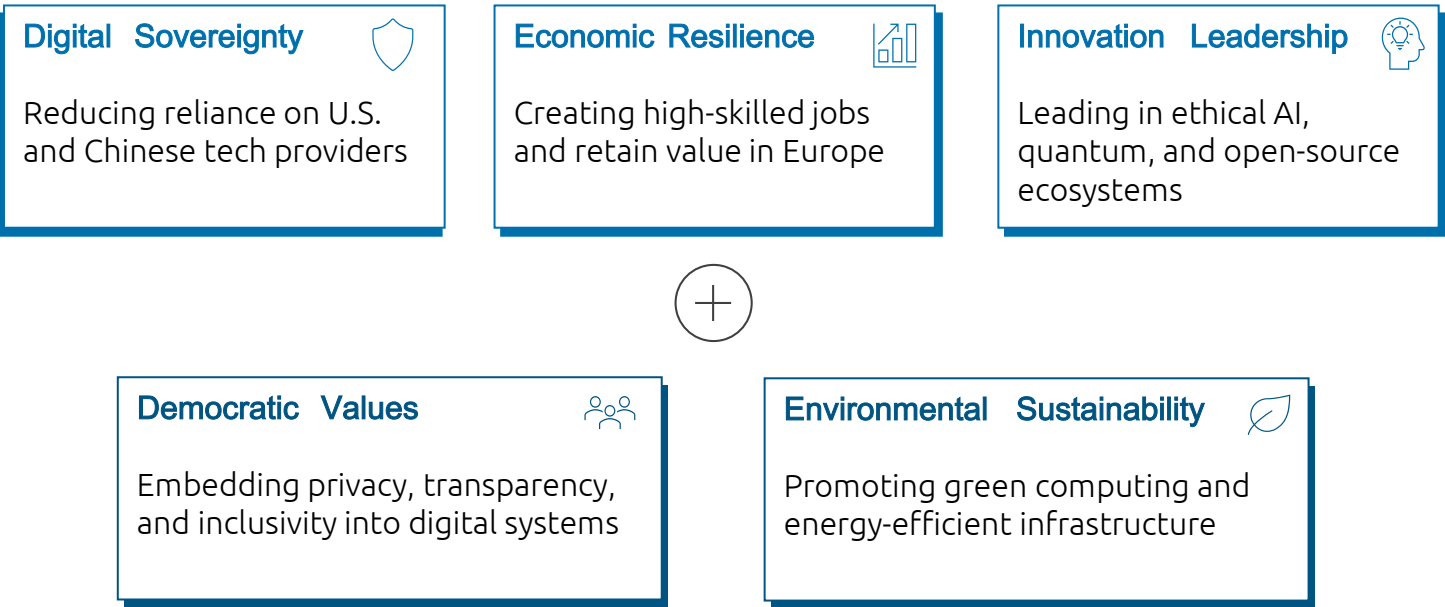 Digital Sovereignty
Reducing reliance on U.S.
and Chinese tech providers
Economic Resilience
Creating high-skilled jobs
and retain value in Europe
Innovation Leadership
Leading in ethical AI,
quantum, and open-source
ecosystems
Democratic Values
Embedding privacy, transparency,
and inclusivity into digital systems
Environmental Sustainability
Promoting green computing and
energy-efficient infrastructure